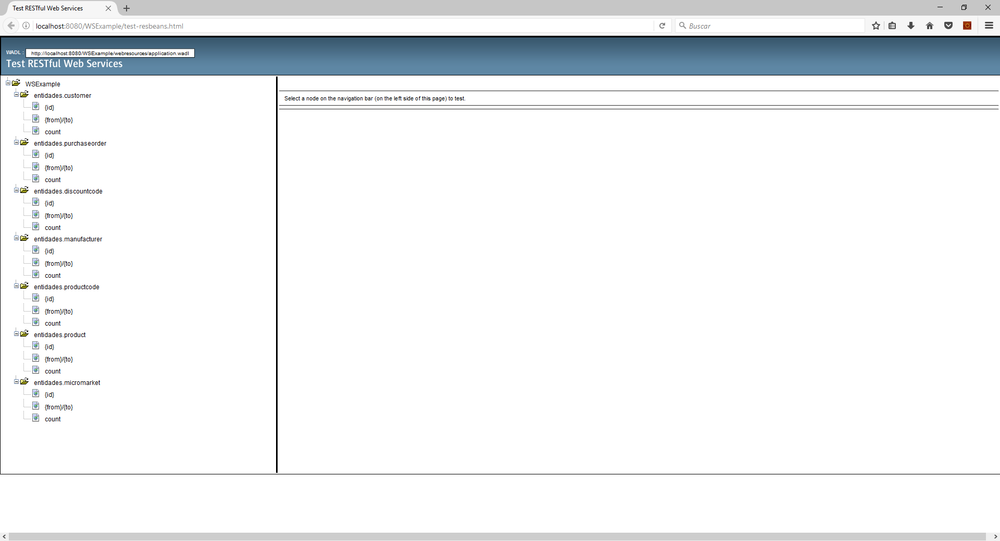 Test RESTful Web Services
localhost:8080/WSExample/test-resbeans.html
Buscar
WADL : http://localhost:8080/WSExample/webresources/application.wadl
Test RESTful Web Services
WSExample
entidades.customer
{id}
{from}/{to}
count
entidades.purchaseorder
{id}
{from}/{to}
count
entidades.discountcode
{id}
{from}/{to}
count
entidades.manufacturer
{id}
{from}/{to}
count
entidades.productcode
{id}
{from}/{to}
count
entidades.product
{id}
{from}/{to}
count
entidades.micromarket
{id}
{from}/{to}
count
Select a node on the navigation bar (on the left side of this page) to test.